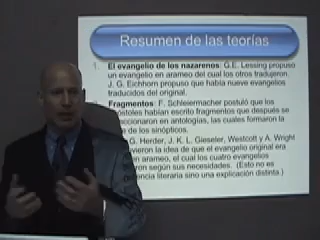 Resumen de las teorías
1. El evangelio de los nazarenos: G.E. Lessing propuso
un evangelio en arameo del cual los otros tradujeron.
J. G. Eichhorn propuso que había nueve evangelios
traducidos del original.
Fragmentos: F. Schleiermacher postuló que los
apóstoles habían escrito fragmentos que después se
coleccionaron en antologías, las cuales formaron la
de los sinópticos.
G. Herder, J. K. L. Gieseler, Westcott y A. Wright
la idea de que el evangelio original era
en arameo, el cual los cuatro evangelios
según sus necesidades. (Esto no es
literaria sino una explicación distinta.)